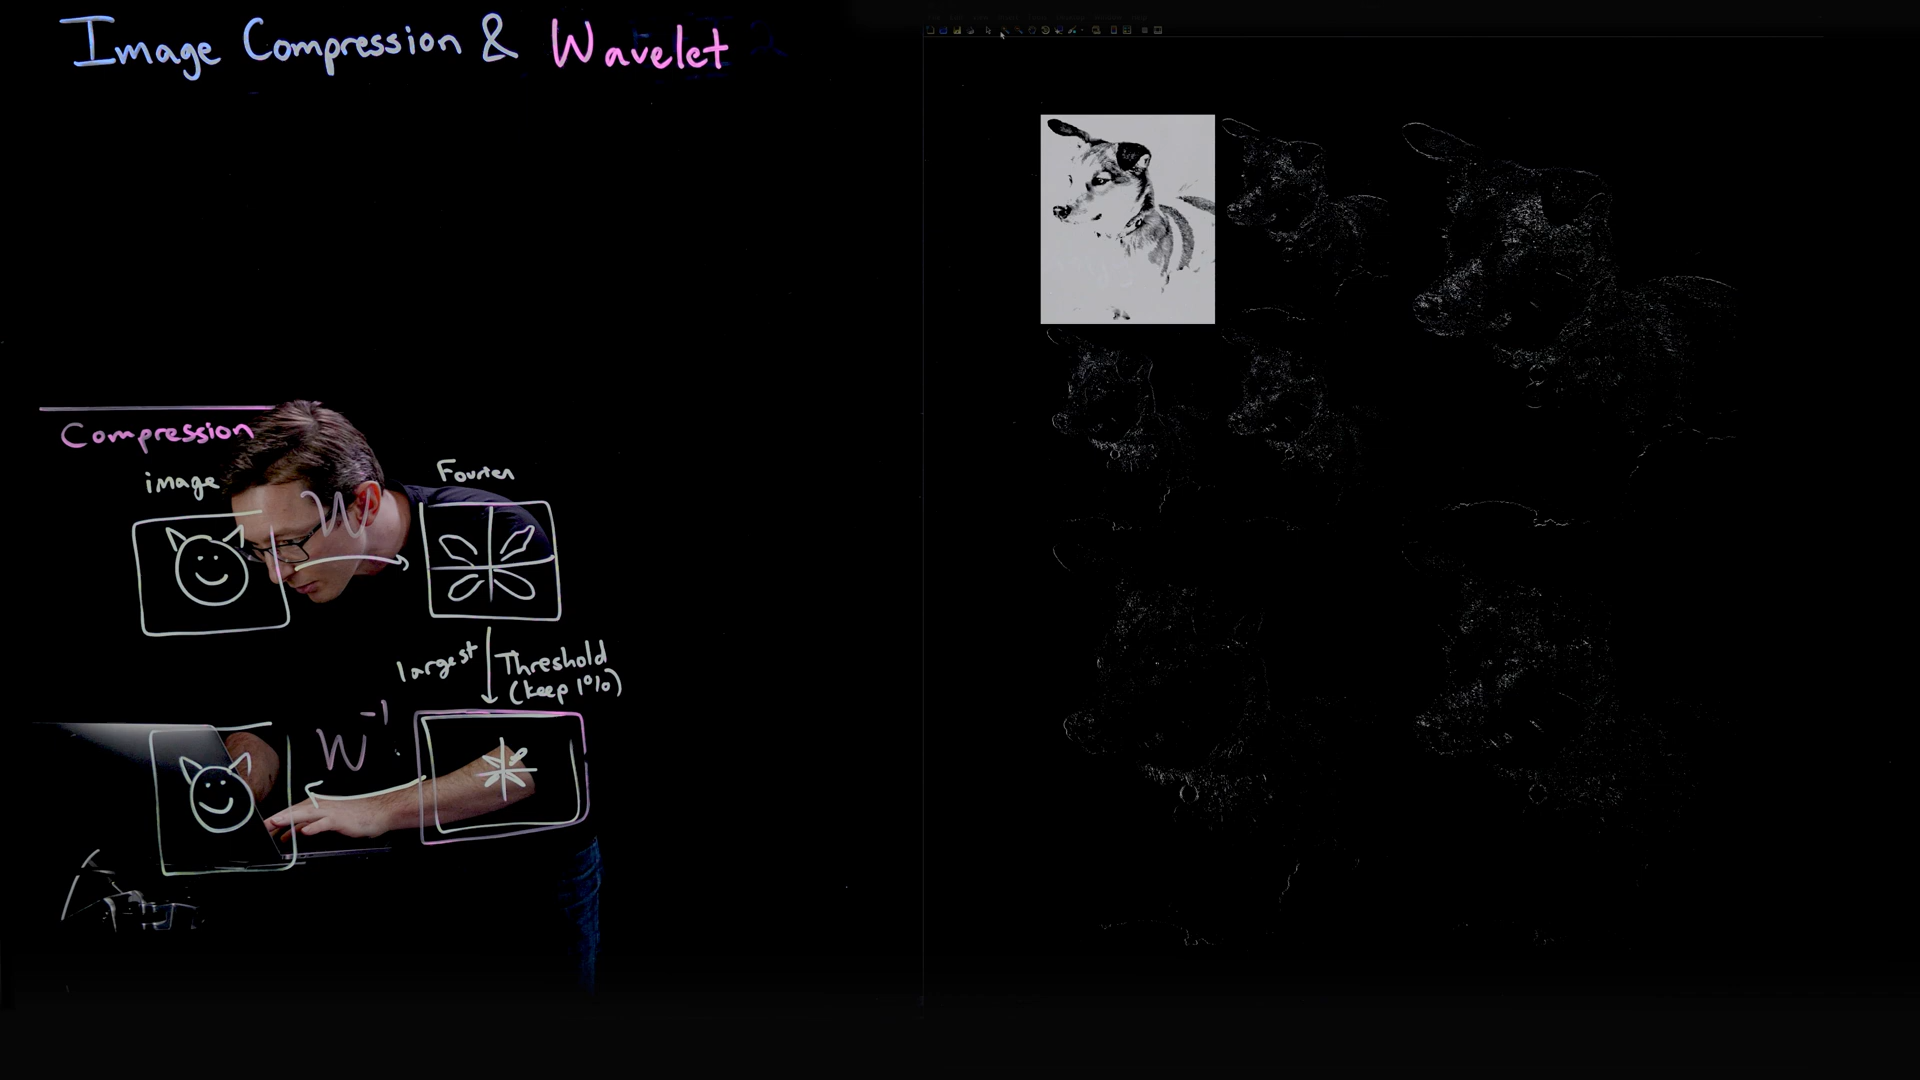 Image Compression & Wavelet
Compression
image
Fourier
W
largest
Threshold
(keep 1%)
W⁻¹